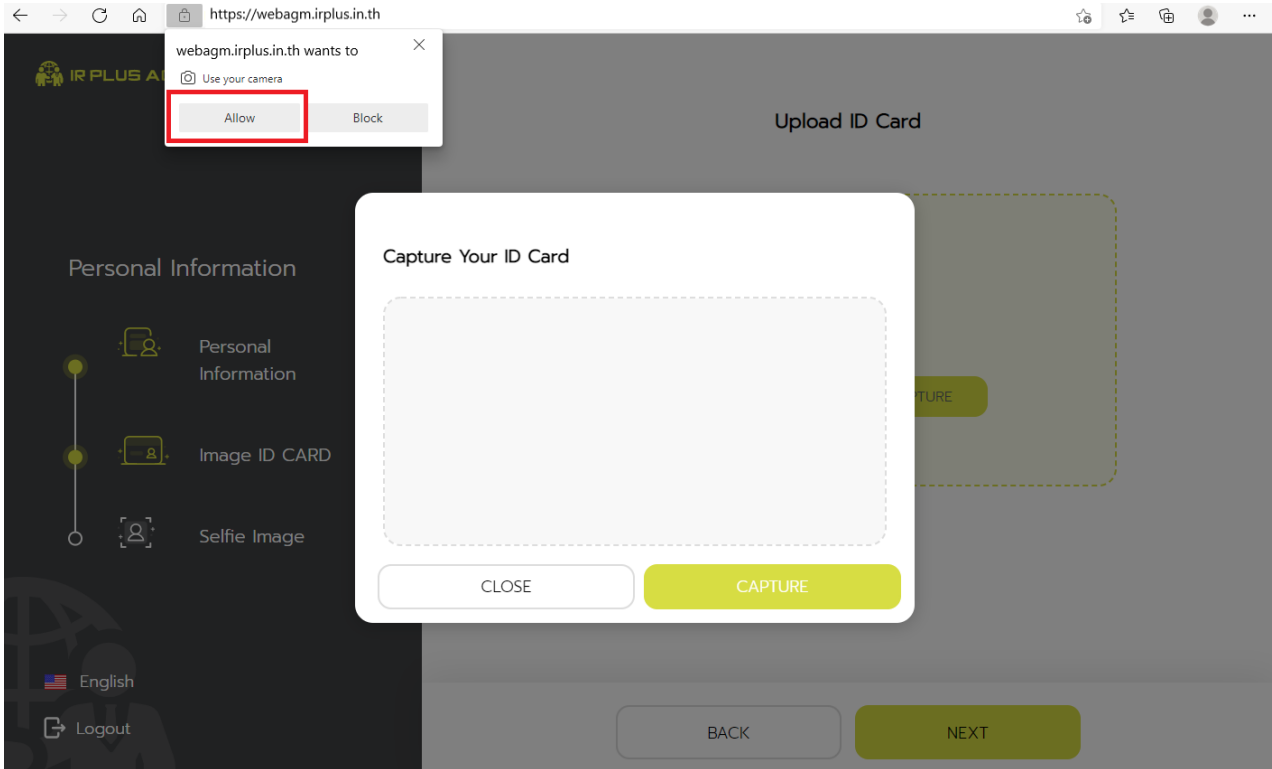 https://webagm.irplus.in.th
webagm.irplus.in.th wants to
Use your camera
Allow
Block
IR PLUS
Upload ID Card
Capture Your ID Card
CLOSE
CAPTURE
Personal Information
Personal
Information
Image ID CARD
Selfie Image
English
Logout
BACK
NEXT